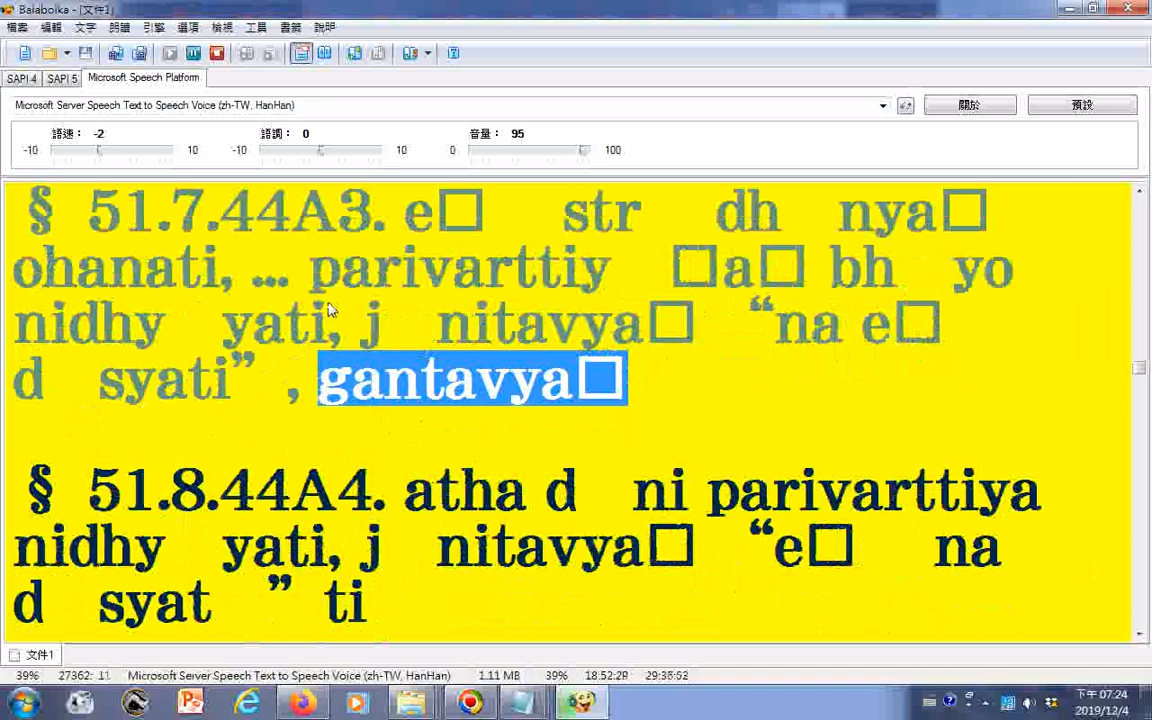 Balabolka - [文件1]
檔案 編輯 文字 朗讀 引擎 選項 檢視 工具 書籤 說明
SAPI 4 SAPI 5 Microsoft Speech Platform
Microsoft Server Speech Text to Speech Voice (zh-TW, HanHan) 關於 預設
語速： -2 語調： 0 音量： 95
-10 10 -10 10 0 100
§ 51.7.44A3. e□ str dh nya□
ohanati, ... parivarttiy □a□ bh yo
nidhy yati, j nitavya□ “na e□
d syati” , gantavya□
§ 51.8.44A4. atha d ni parivarttiya
nidhy yati, j nitavya□ “e□ na
d syat ” ti
文件1
39% 27362: 11 Microsoft Server Speech Text to Speech Voice (zh-TW, HanHan) 1.11 MB 39% 18:52:28 29:36:52
下午 07:24
2019/12/4